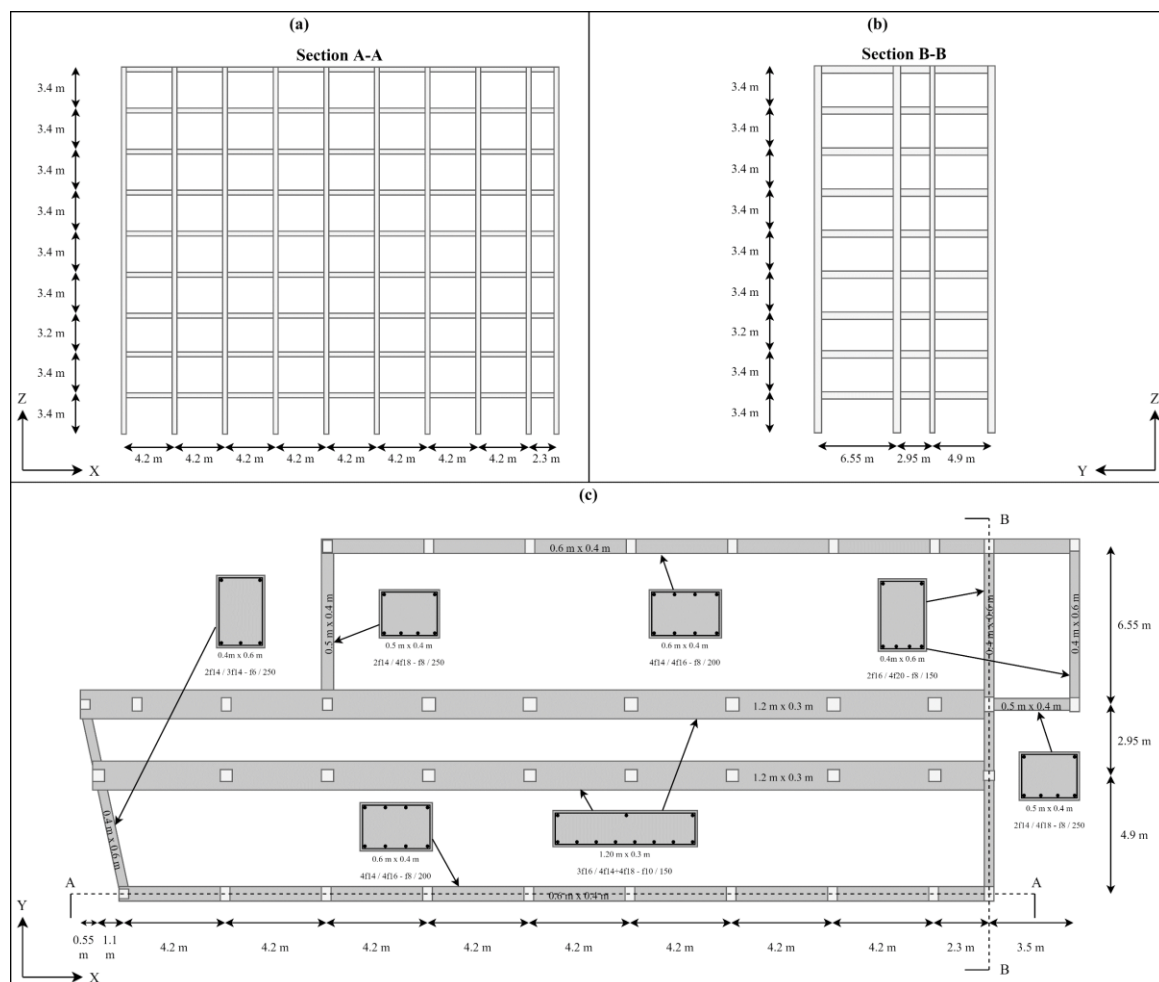 (a)
Section A-A
3.4 m
3.4 m
3.4 m
3.4 m
3.4 m
3.4 m
3.2 m
3.4 m
3.4 m
Z
X
4.2 m
4.2 m
4.2 m
4.2 m
4.2 m
4.2 m
4.2 m
4.2 m
2.3 m
(b)
Section B-B
3.4 m
3.4 m
3.4 m
3.4 m
3.4 m
3.4 m
3.2 m
3.4 m
3.4 m
Z
Y
6.55 m
2.95 m
4.9 m
(c)
B
0.6 m x 0.4 m
0.4m x 0.6 m
2f14 / 3f14 - f6 / 250
0.5 m x 0.4 m
0.5 m x 0.4 m
2f14 / 4f18 - f8 / 250
0.6 m x 0.4 m
4f14 / 4f16 - f8 / 200
0.4m x 0.6 m
2f16 / 4f20 - f8 / 150
0.4 m x 0.6 m
0.4 m x 0.6 m
6.55 m
1.2 m x 0.3 m
0.5 m x 0.4 m
2.95 m
1.2 m x 0.3 m
0.5 m x 0.4 m
2f14 / 4f18 - f8 / 250
0.4 m x 0.6 m
0.6 m x 0.4 m
4f14 / 4f16 - f8 / 200
1.20 m x 0.3 m
3f16 / 4f14+4f18 - f10 / 150
4.9 m
A
A
0.6 m x 0.4 m
Y
X
0.55 m
1.1 m
4.2 m
4.2 m
4.2 m
4.2 m
4.2 m
4.2 m
4.2 m
4.2 m
2.3 m
3.5 m
B